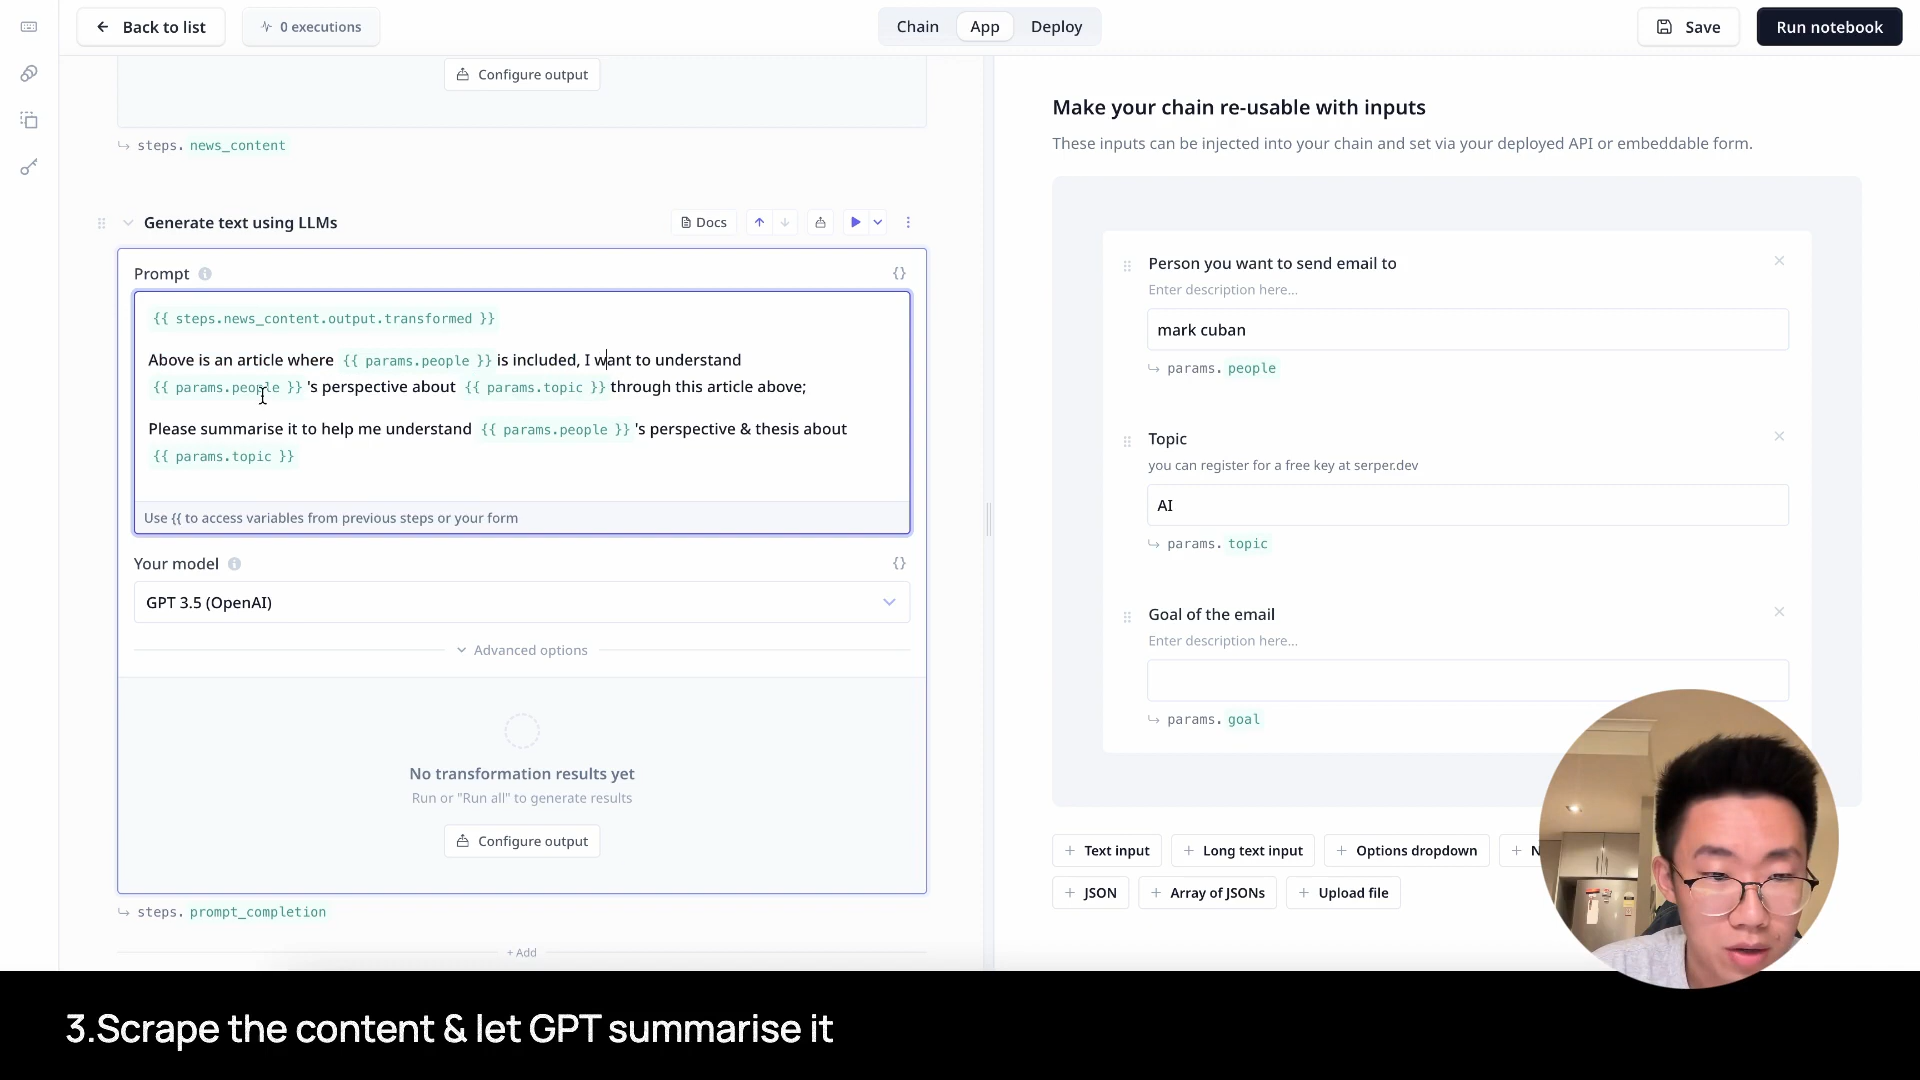 Back to list
0 executions
Chain
App
Deploy
Save
Run notebook
Configure output
steps. news_content
Generate text using LLMs
Docs
Prompt
{}
{{ steps.news_content.output.transformed }}
Above is an article where {{ params.people }} is included, I want to understand
{{ params.people }} 's perspective about {{ params.topic }} through this article above;
Please summarise it to help me understand {{ params.people }} 's perspective & thesis about
{{ params.topic }}
Use {{ to access variables from previous steps or your form
Your model
{}
GPT 3.5 (OpenAI)
Advanced options
No transformation results yet
Run or "Run all" to generate results
Configure output
steps. prompt_completion
+ Add
Make your chain re-usable with inputs
These inputs can be injected into your chain and set via your deployed API or embeddable form.
Person you want to send email to
Enter description here...
mark cuban
params. people
Topic
you can register for a free key at serper.dev
AI
params. topic
Goal of the email
Enter description here...
params. goal
+ Text input
+ Long text input
+ Options dropdown
+ N
+ JSON
+ Array of JSONs
+ Upload file
3.Scrape the content & let GPT summarise it